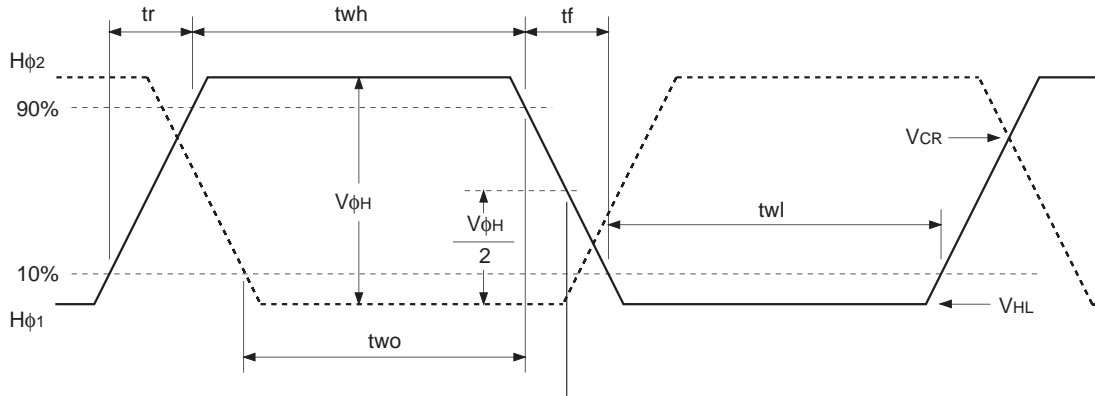 tr twh tf
Hϕ2
90%
VCR
twl
VϕH
VϕH
2
10%
VHL
Hϕ1
two